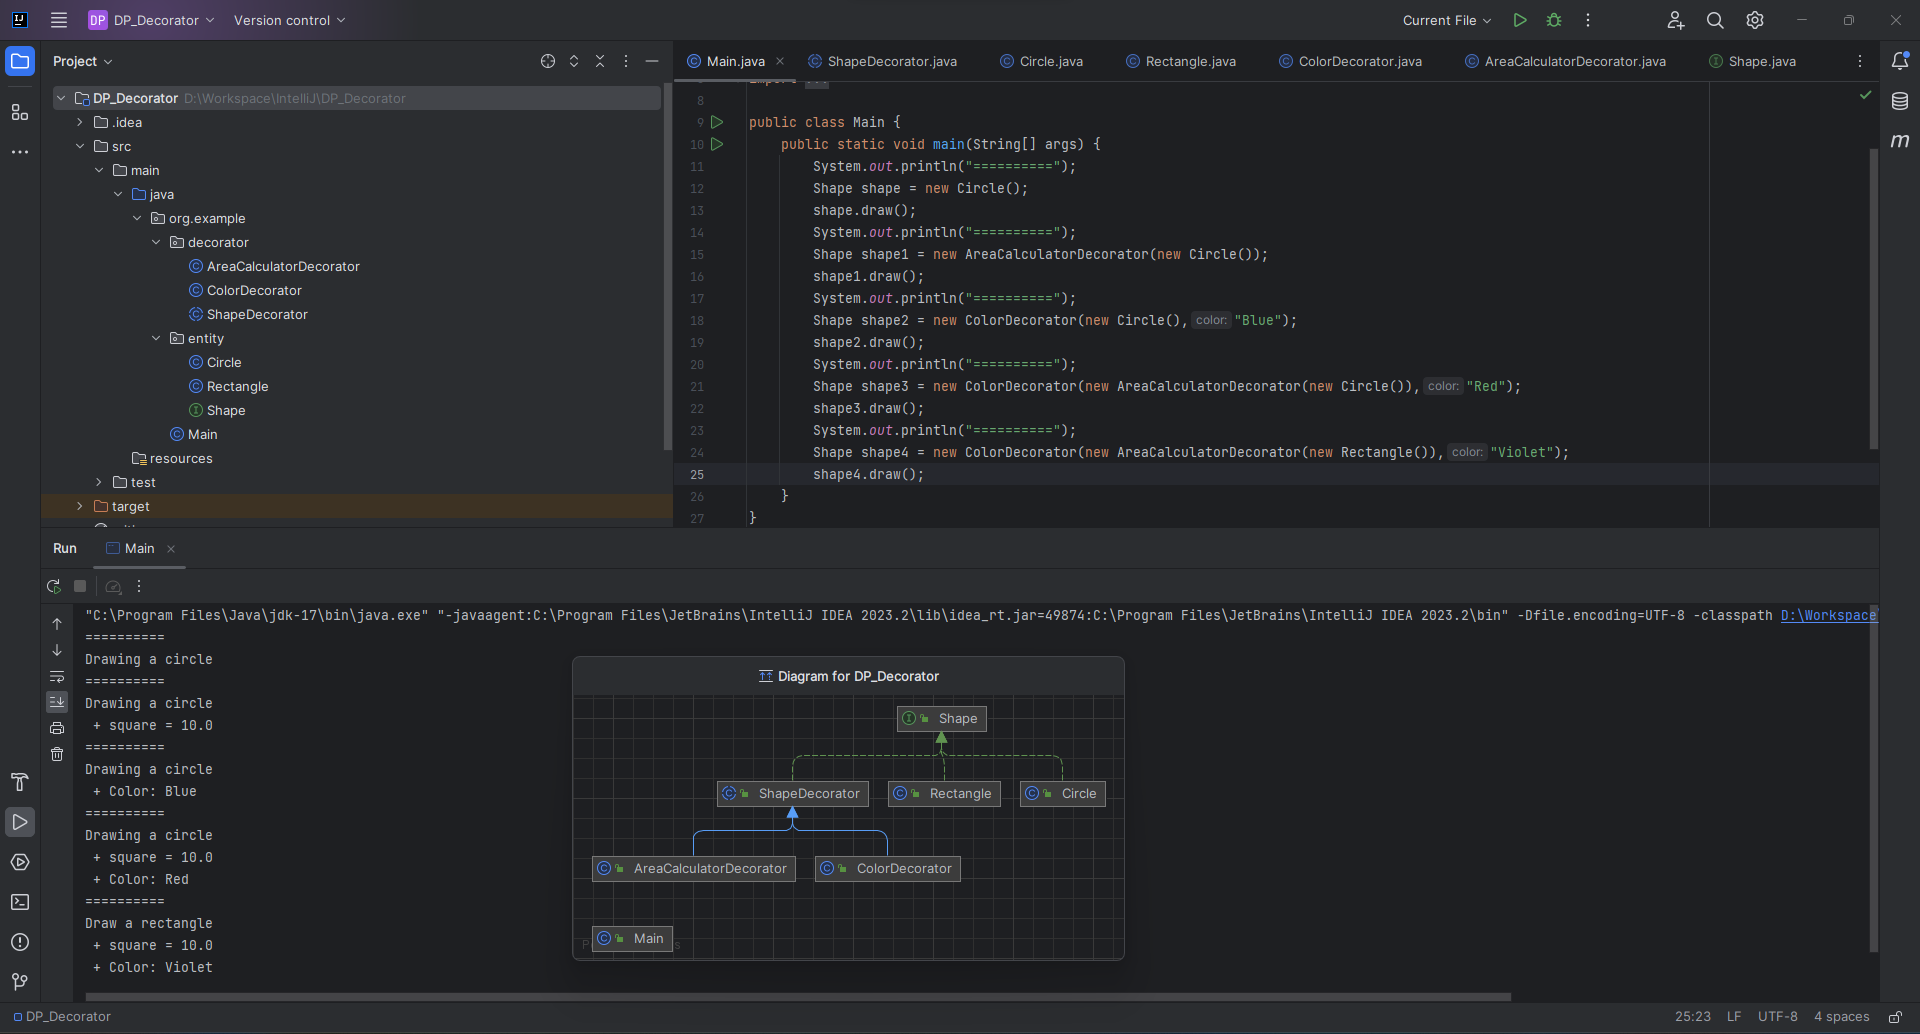 DP DP_Decorator Version control Current File
Project
DP_Decorator D:\Workspace\IntelliJ\DP_Decorator
.idea
src
main
java
org.example
decorator
AreaCalculatorDecorator
ColorDecorator
ShapeDecorator
entity
Circle
Rectangle
Shape
Main
resources
test
target
Main.java ShapeDecorator.java Circle.java Rectangle.java ColorDecorator.java AreaCalculatorDecorator.java Shape.java
8
9 public class Main {
10 public static void main(String[] args) {
11 System.out.println("==========");
12 Shape shape = new Circle();
13 shape.draw();
14 System.out.println("==========");
15 Shape shape1 = new AreaCalculatorDecorator(new Circle());
16 shape1.draw();
17 System.out.println("==========");
18 Shape shape2 = new ColorDecorator(new Circle(), color: "Blue");
19 shape2.draw();
20 System.out.println("==========");
21 Shape shape3 = new ColorDecorator(new AreaCalculatorDecorator(new Circle()), color: "Red");
22 shape3.draw();
23 System.out.println("==========");
24 Shape shape4 = new ColorDecorator(new AreaCalculatorDecorator(new Rectangle()), color: "Violet");
25 shape4.draw();
26 }
27 }
m
Run Main
"C:\Program Files\Java\jdk-17\bin\java.exe" "-javaagent:C:\Program Files\JetBrains\IntelliJ IDEA 2023.2\lib\idea_rt.jar=49874:C:\Program Files\JetBrains\IntelliJ IDEA 2023.2\bin" -Dfile.encoding=UTF-8 -classpath D:\Workspace
==========
Drawing a circle
==========
Drawing a circle
+ square = 10.0
==========
Drawing a circle
+ Color: Blue
==========
Drawing a circle
+ square = 10.0
+ Color: Red
==========
Draw a rectangle
+ square = 10.0
+ Color: Violet
Diagram for DP_Decorator
Shape
ShapeDecorator Rectangle Circle
AreaCalculatorDecorator ColorDecorator
Main
DP_Decorator 25:23 LF UTF-8 4 spaces